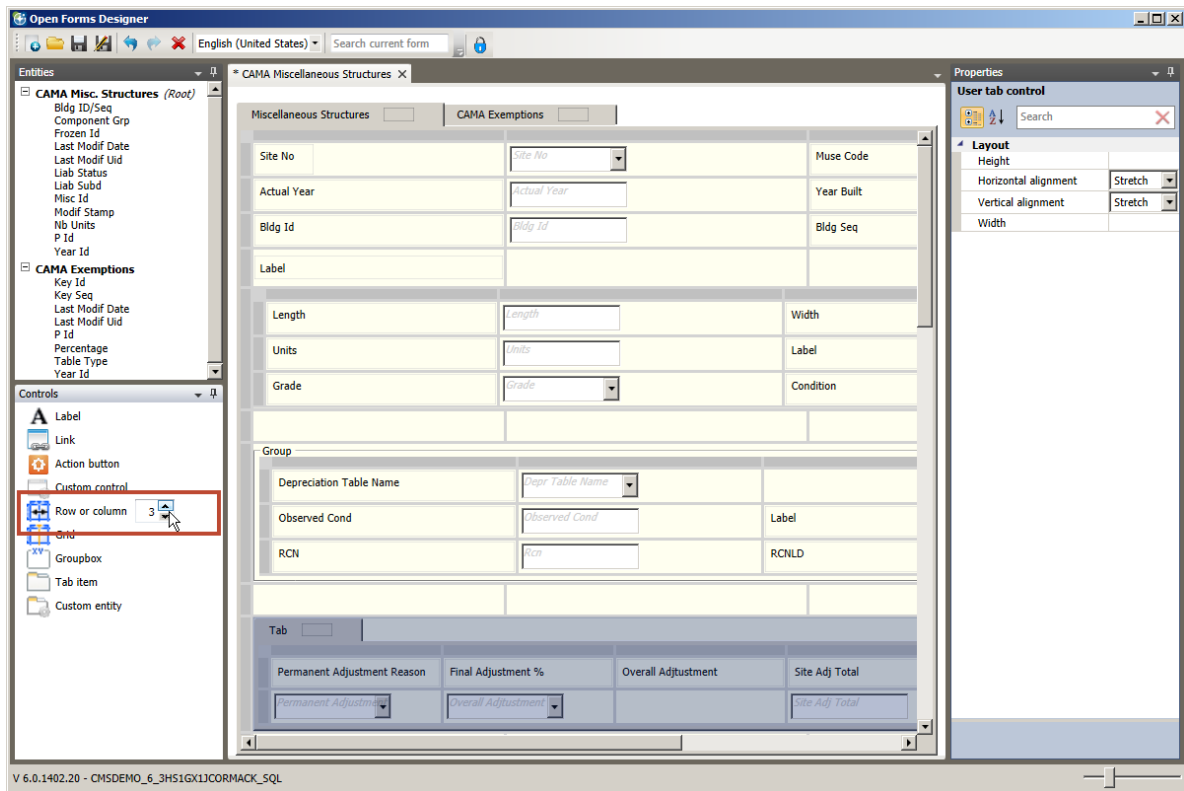 Open Forms Designer
English (United States) Search current form
Entities
CAMA Misc. Structures (Root)
Bldg ID/Seq
Component Grp
Frozen Id
Last Modif Date
Last Modif Uid
Liab Status
Liab Subd
Misc Id
Modif Stamp
Nb Units
P Id
Year Id
CAMA Exemptions
Key Id
Key Seq
Last Modif Date
Last Modif Uid
P Id
Percentage
Table Type
Year Id
Controls
Label
Link
Action button
Custom control
Row or column 3
Grid
Groupbox
Tab item
Custom entity
* CAMA Miscellaneous Structures
Miscellaneous Structures CAMA Exemptions
Site No Site No Muse Code
Actual Year Actual Year Year Built
Bldg Id Bldg Id Bldg Seq
Label
Length Length Width
Units Units Label
Grade Grade Condition
Group
Depreciation Table Name Depr Table Name
Observed Cond Observed Cond Label
RCN Rcn RCNLD
Tab
Permanent Adjustment Reason Final Adjustment % Overall Adjtustment Site Adj Total
Permanent Adjustme Overall Adjtustment Site Adj Total
Properties
User tab control
Search
Layout
Height
Horizontal alignment Stretch
Vertical alignment Stretch
Width
V 6.0.1402.20 - CMSDEMO_6_3HS1GX1JCORMACK_SQL